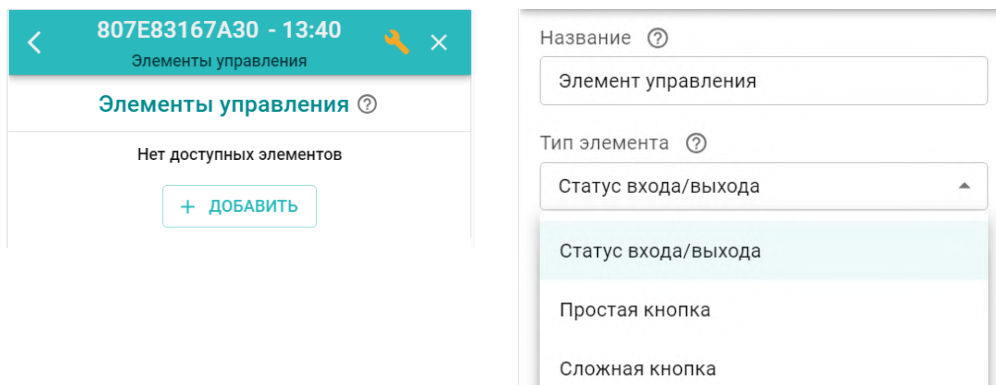 807E83167A30 - 13:40
Элементы управления
Элементы управления
Нет доступных элементов
+ ДОБАВИТЬ
Название
Элемент управления
Тип элемента
Статус входа/выхода
Статус входа/выхода
Простая кнопка
Сложная кнопка